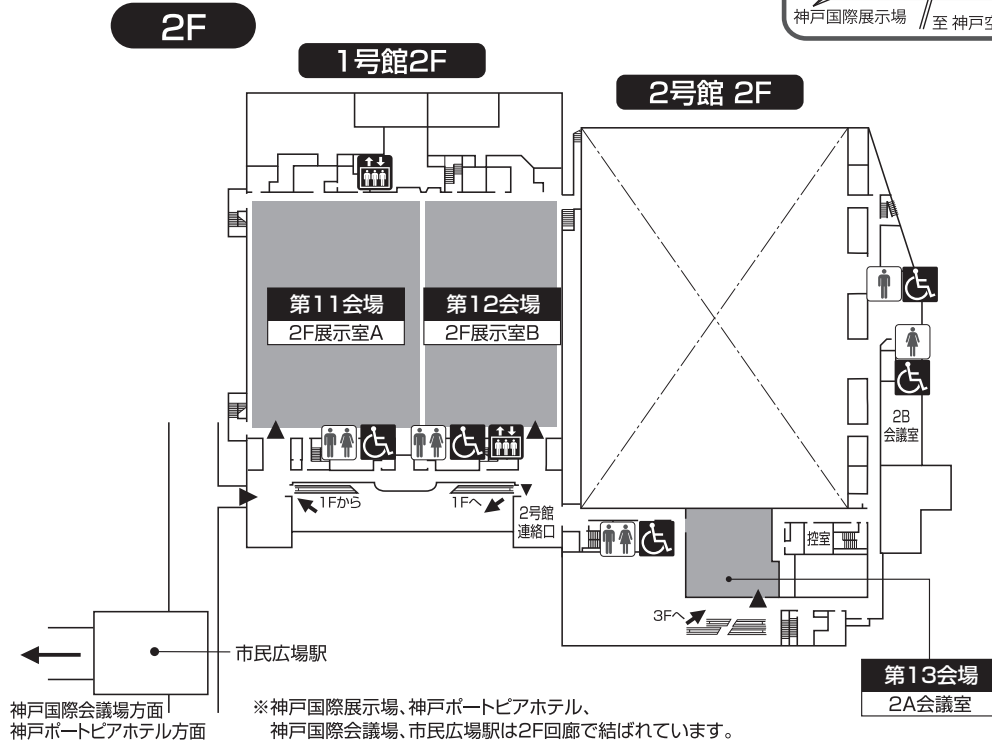 2F
神戸国際展示場
至 神戸空
1号館2F
2号館 2F
第11会場
2F展示室A
第12会場
2F展示室B
2B
会議室
1Fから
1Fへ
2号館
連絡口
控室
3Fへ
市民広場駅
第13会場
2A会議室
神戸国際会議場方面
神戸ポートピアホテル方面
※神戸国際展示場、神戸ポートピアホテル、
神戸国際会議場、市民広場駅は2F回廊で結ばれています。